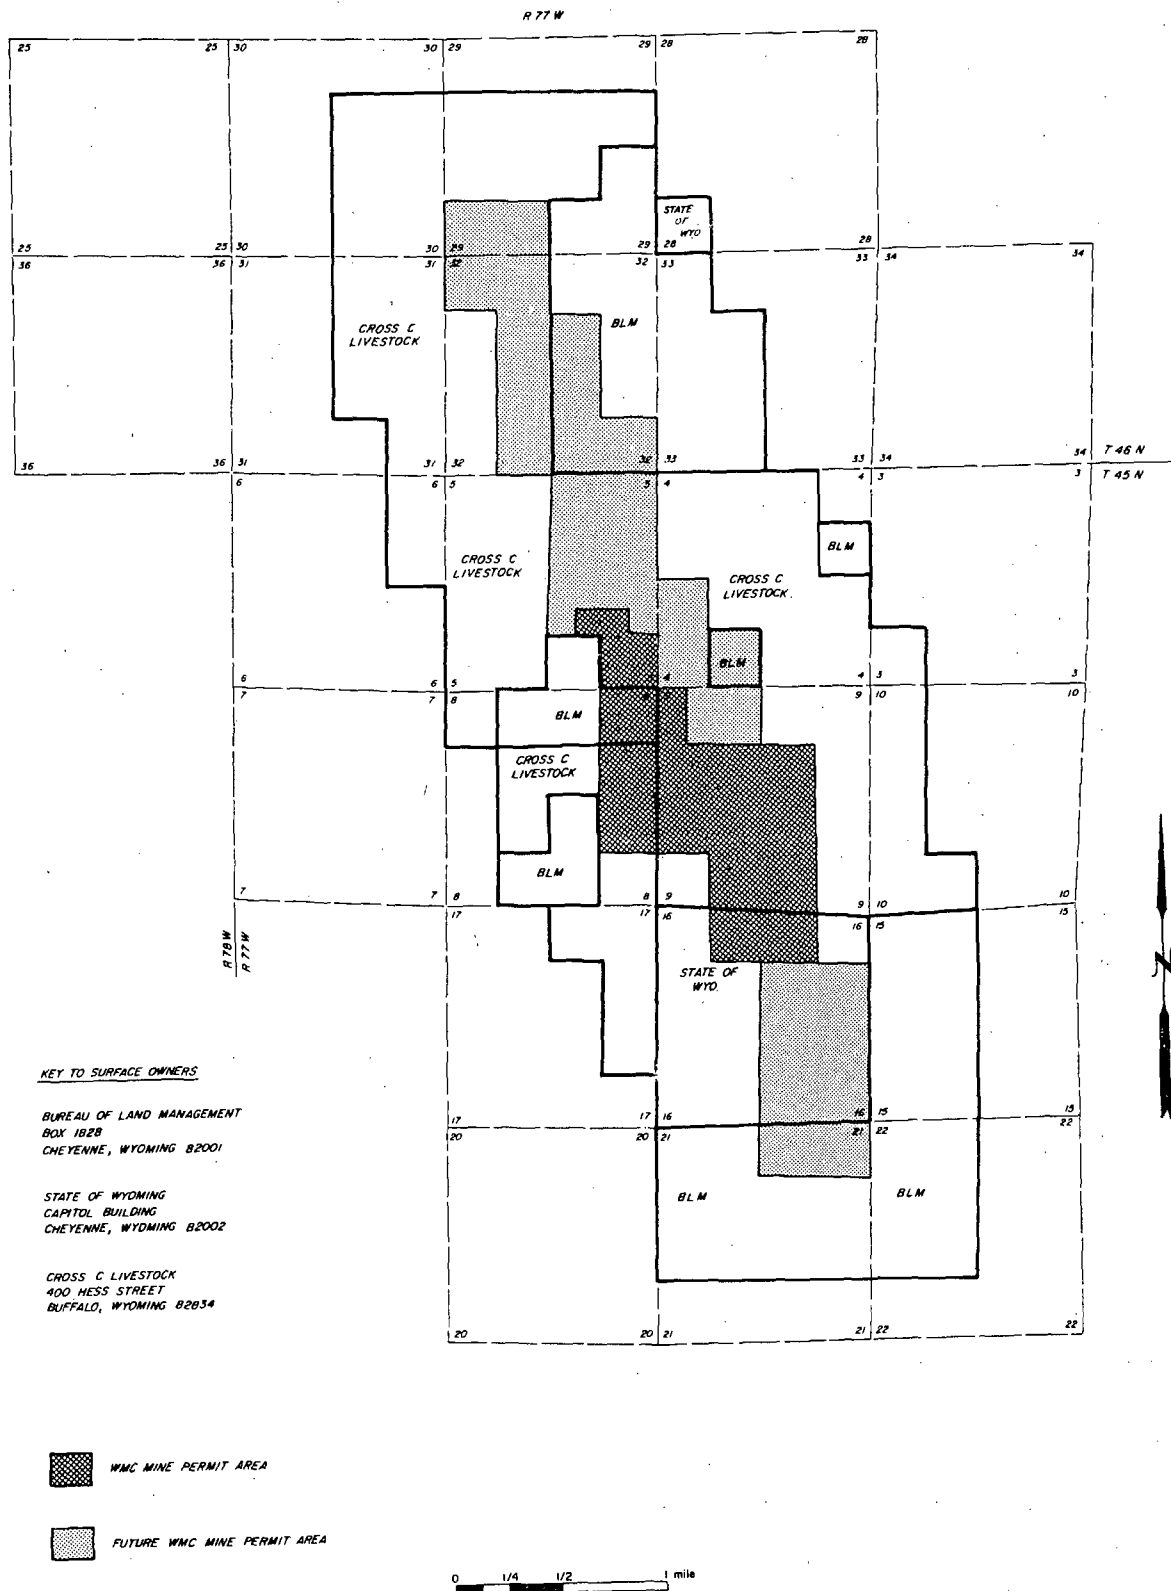 R 77 W
25 25 30 30 29 29 28 28
STATE
OF
WYO
25 25 30 30 29 29 28 28
36 36 31 31 32 32 33 33 34 34
CROSS C
LIVESTOCK
BLM
36 36 31 31 32 32 33 33 34 34 T 46 N
6 6 5 5 4 4 3 3 T 45 N
BLM
CROSS C
LIVESTOCK
CROSS C
LIVESTOCK
BLM
6 6 5 4 4 3 3
7 7 8 9 10 10
BLM
CROSS C
LIVESTOCK
BLM
7 7 8 8 9 9 10 10
17 17 16 16 15 15
R 78 W
R 77 W
STATE OF
WYO.
N
KEY TO SURFACE OWNERS
BUREAU OF LAND MANAGEMENT
BOX 1828
CHEYENNE, WYOMING 82001
17 17 16 16 15 15
20 20 21 21 22 22
BLM
BLM
STATE OF WYOMING
CAPITOL BUILDING
CHEYENNE, WYOMING 82002
CROSS C LIVESTOCK
400 HESS STREET
BUFFALO, WYOMING 82834
20 20 21 21 22 22
WMC MINE PERMIT AREA
FUTURE WMC MINE PERMIT AREA
0 1/4 1/2 1 mile